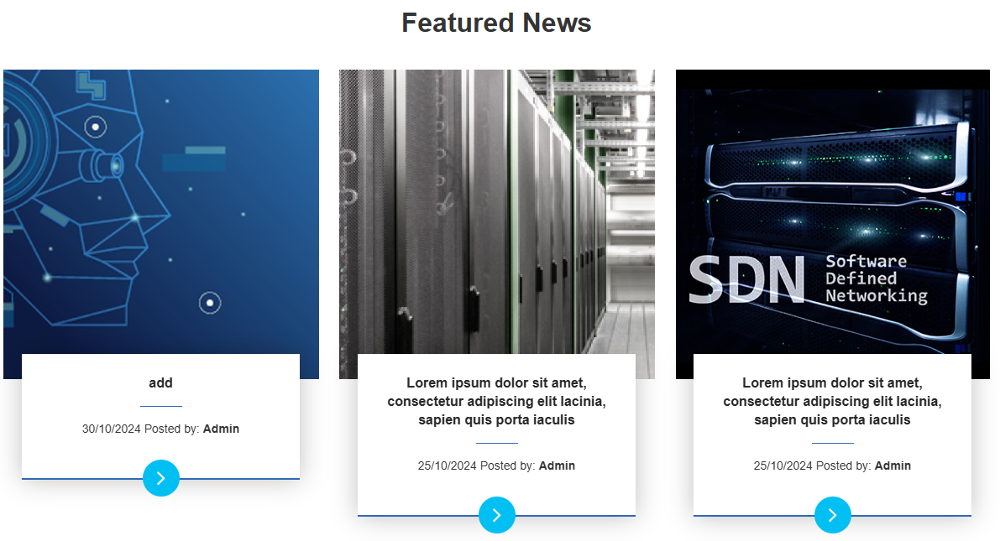 Featured News
SDN
Software
Defined
Networking
add
30/10/2024 Posted by: Admin
Lorem ipsum dolor sit amet,
consectetur adipiscing elit lacinia,
sapien quis porta iaculis
25/10/2024 Posted by: Admin
Lorem ipsum dolor sit amet,
consectetur adipiscing elit lacinia,
sapien quis porta iaculis
25/10/2024 Posted by: Admin